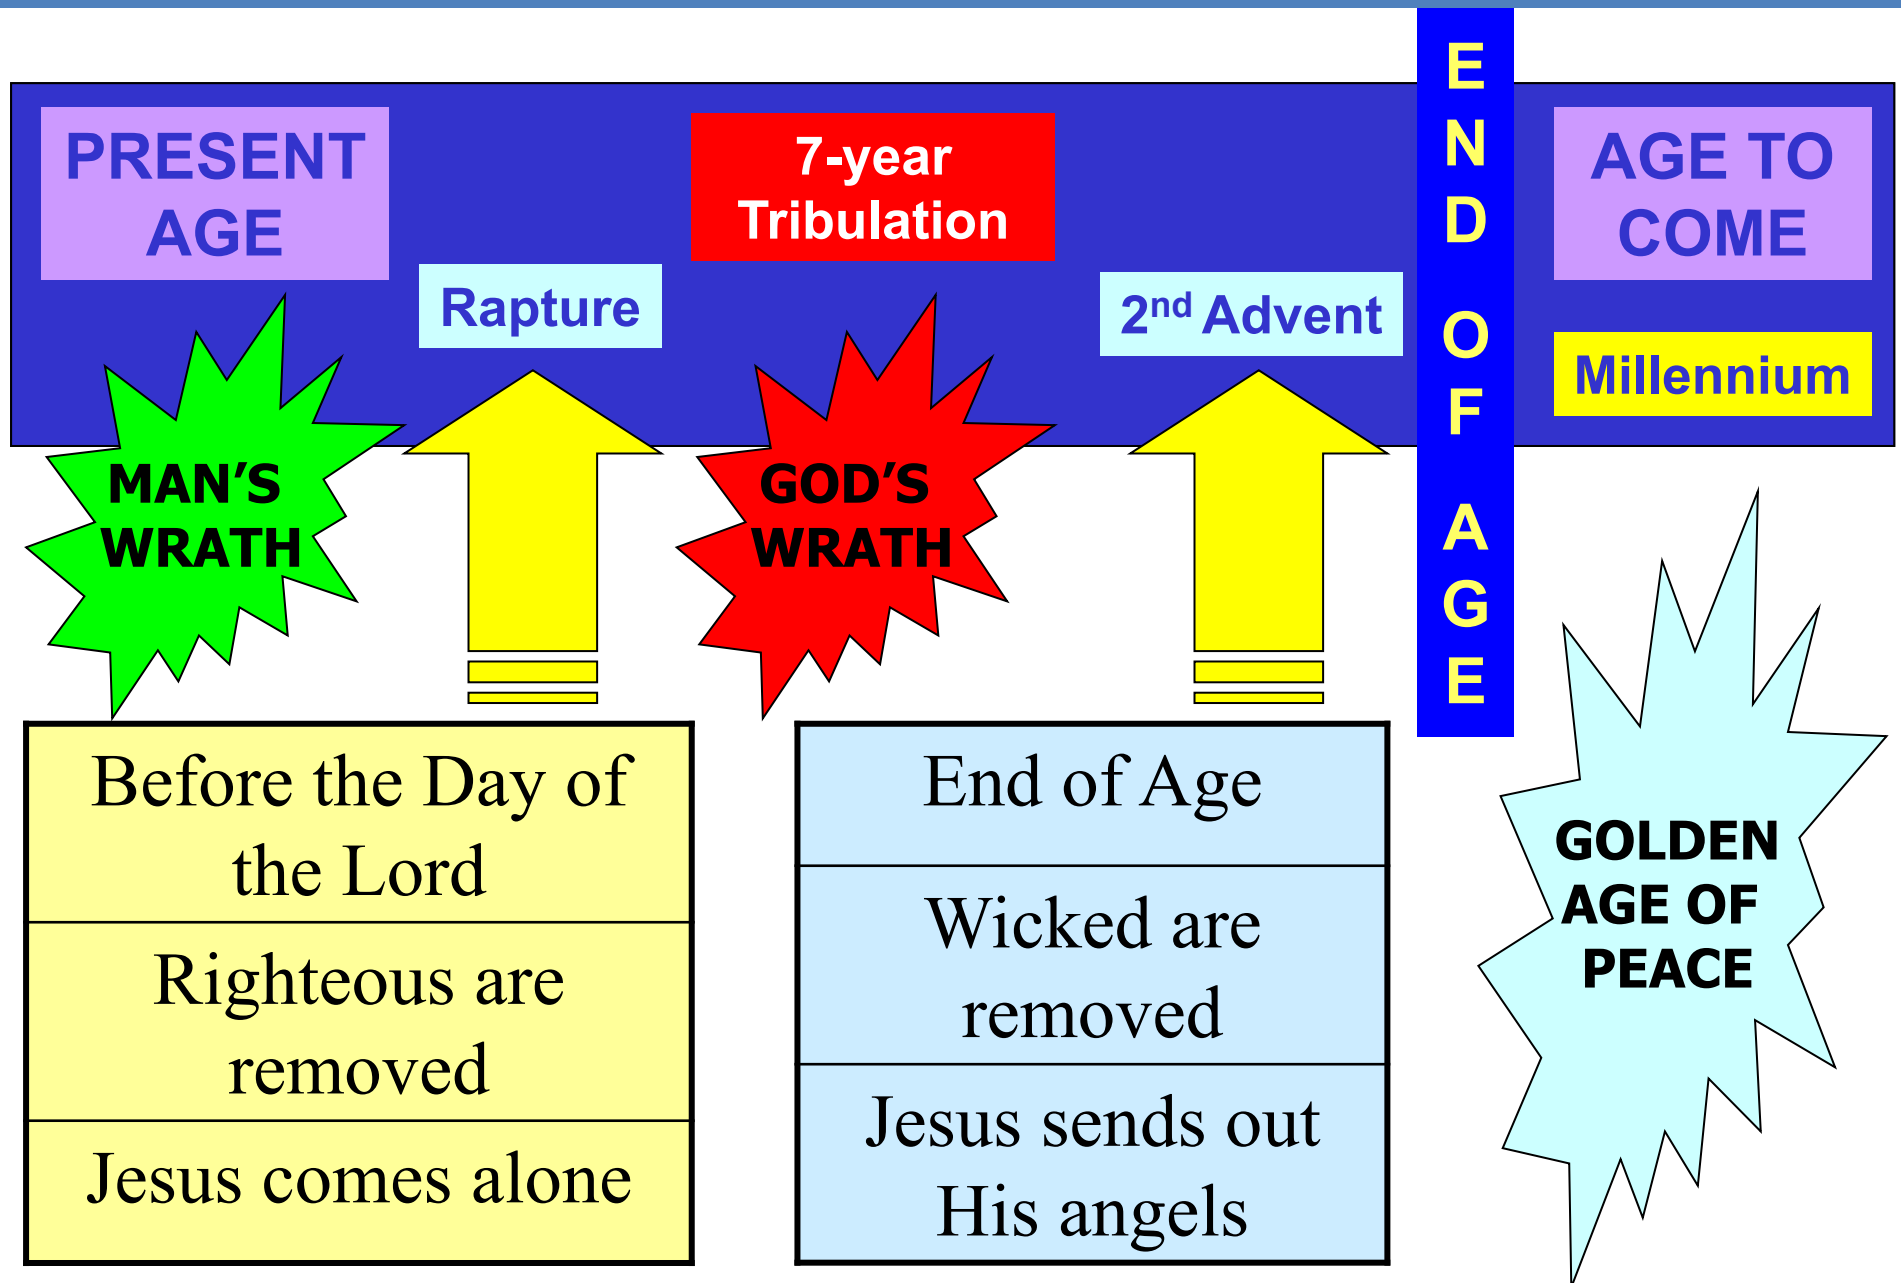 PRESENT
AGE
Rapture
7-year
Tribulation
2nd Advent
E
N
D
O
F
A
G
E
AGE TO
COME
Millennium
MAN’S
WRATH
GOD’S
WRATH
Before the Day of
the Lord
Righteous are
removed
Jesus comes alone
End of Age
Wicked are
removed
Jesus sends out
His angels
GOLDEN
AGE OF
PEACE